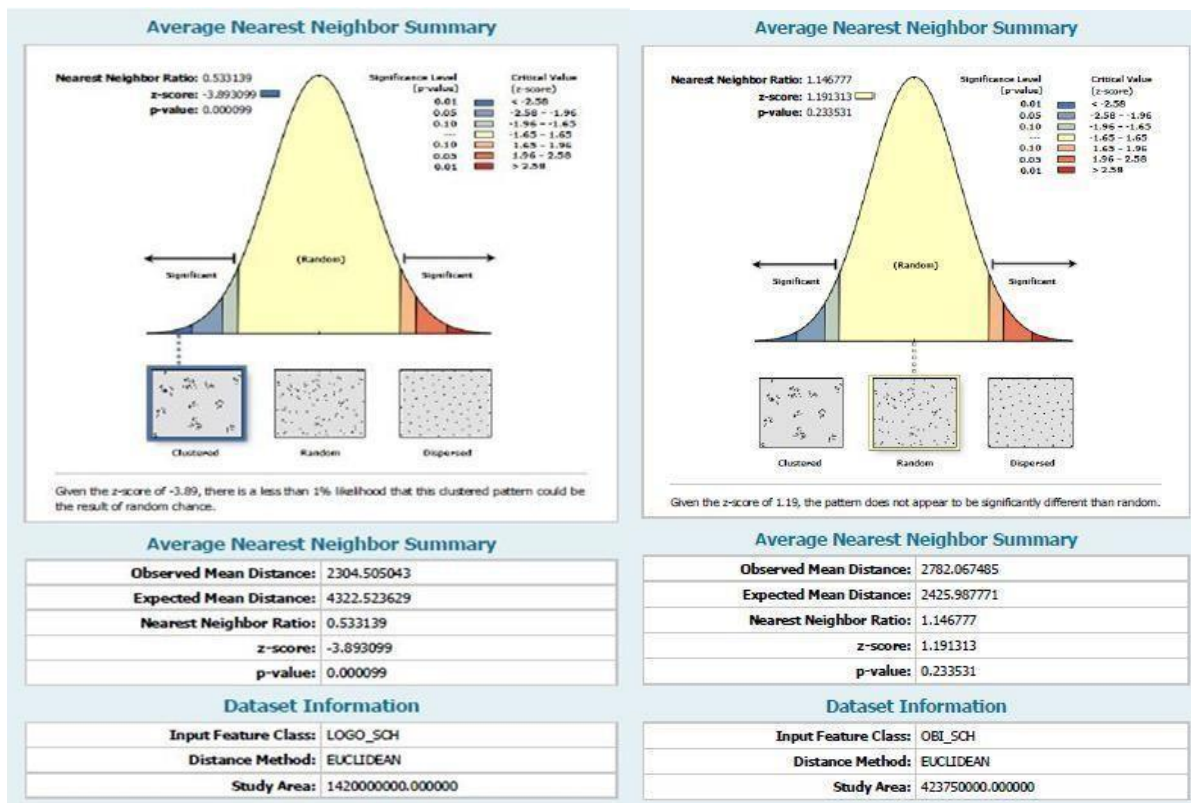 Average Nearest Neighbor Summary
Nearest Neighbor Ratio: 0.533139
z-score: -3.893099
p-value: 0.000099
Significance Level
(p-value)
Critical Value
(z-score)
0.01 < -2.58
0.05 -2.58 - -1.96
0.10 -1.96 - -1.65
--- -1.65 - 1.65
0.10 1.65 - 1.96
0.05 1.96 - 2.58
0.01 > 2.58
(Random)
Significant
Significant
Clustered
Random
Dispersed
Given the z-score of -3.89, there is a less than 1% likelihood that this clustered pattern could be
the result of random chance.
Average Nearest Neighbor Summary
Observed Mean Distance: 2304.505043
Expected Mean Distance: 4322.523629
Nearest Neighbor Ratio: 0.533139
z-score: -3.893099
p-value: 0.000099
Dataset Information
Input Feature Class: LOGO_SCH
Distance Method: EUCLIDEAN
Study Area: 1420000000.000000
Average Nearest Neighbor Summary
Nearest Neighbor Ratio: 1.146777
z-score: 1.191313
p-value: 0.233531
Significance Level
(p-value)
Critical Value
(z-score)
0.01 < -2.58
0.05 -2.58 - -1.96
0.10 -1.96 - -1.65
--- -1.65 - 1.65
0.10 1.65 - 1.96
0.05 1.96 - 2.58
0.01 > 2.58
(Random)
Significant
Significant
Clustered
Random
Dispersed
Given the z-score of 1.19, the pattern does not appear to be significantly different than random.
Average Nearest Neighbor Summary
Observed Mean Distance: 2782.067485
Expected Mean Distance: 2425.987771
Nearest Neighbor Ratio: 1.146777
z-score: 1.191313
p-value: 0.233531
Dataset Information
Input Feature Class: OBI_SCH
Distance Method: EUCLIDEAN
Study Area: 423750000.000000